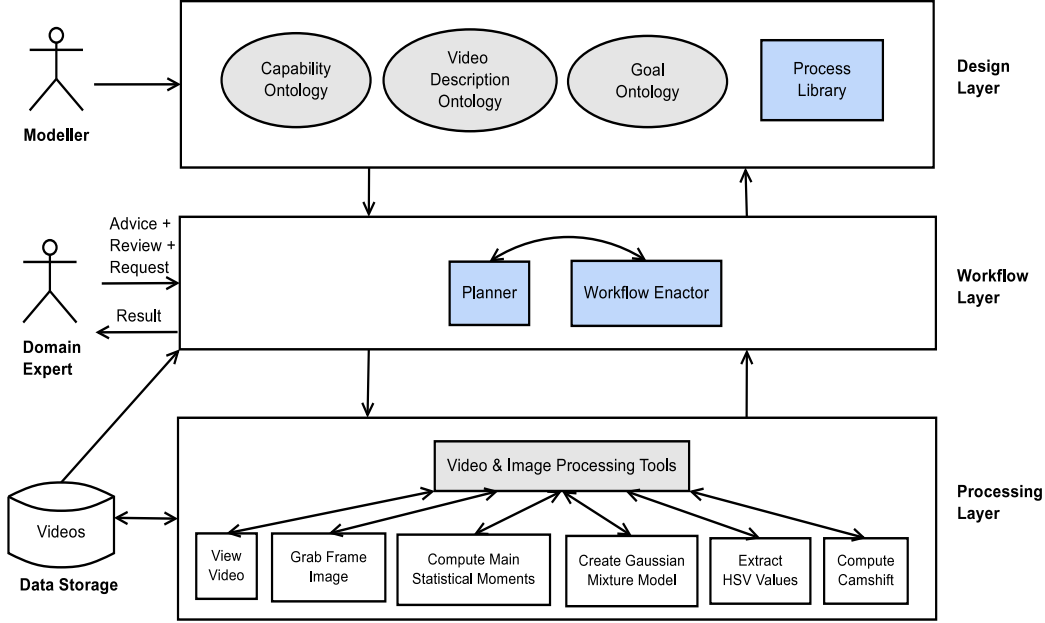 Modeller
Capability
Ontology
Video
Description
Ontology
Goal
Ontology
Process
Library
Design
Layer
Advice +
Review +
Request
Result
Domain
Expert
Planner
Workflow Enactor
Workflow
Layer
Video & Image Processing Tools
Processing
Layer
Videos
Data Storage
View
Video
Grab Frame
Image
Compute Main
Statistical Moments
Create Gaussian
Mixture Model
Extract
HSV Values
Compute
Camshift